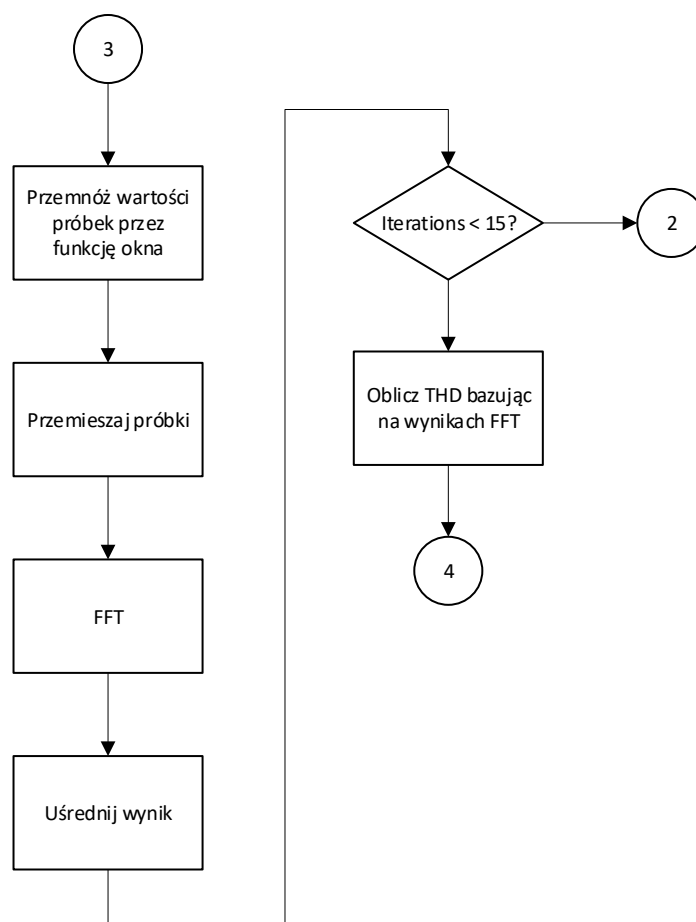 3
Przemnóż wartości
próbek przez
funkcję okna
Przemieszaj próbki
FFT
Uśrednij wynik
Iterations < 15?
2
Oblicz THD bazując
na wynikach FFT
4